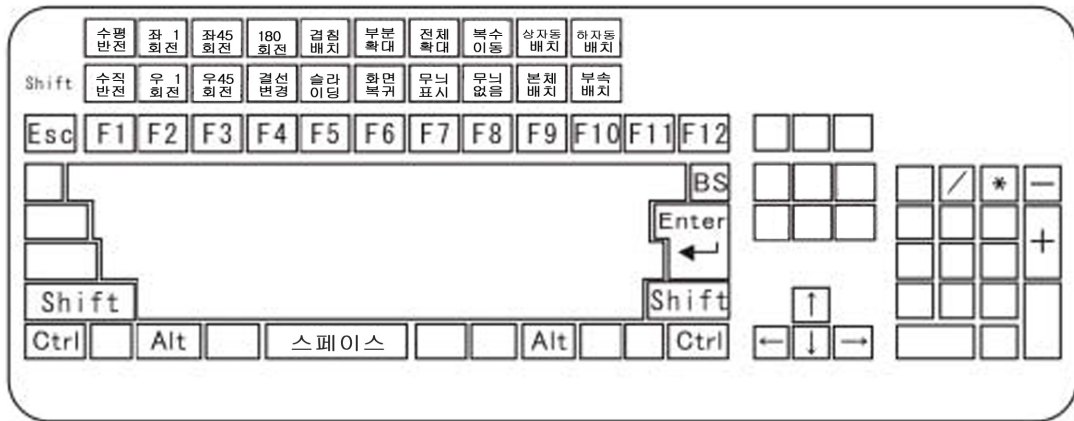 수평 반전 좌 1 회전 좌45 회전 180 회전 겹침 배치 부분 확대 전체 확대 복수 이동 상자동 배치 하자동 배치
Shift 수직 반전 우 1 회전 우45 회전 결선 변경 슬라 이딩 화면 복귀 무늬 표시 무늬 없음 본체 배치 부속 배치
Esc F1 F2 F3 F4 F5 F6 F7 F8 F9 F10 F11 F12
BS / * −
Enter +
←┘
Shift Shift ↑
Ctrl Alt 스페이스 Alt Ctrl ← ↓ →